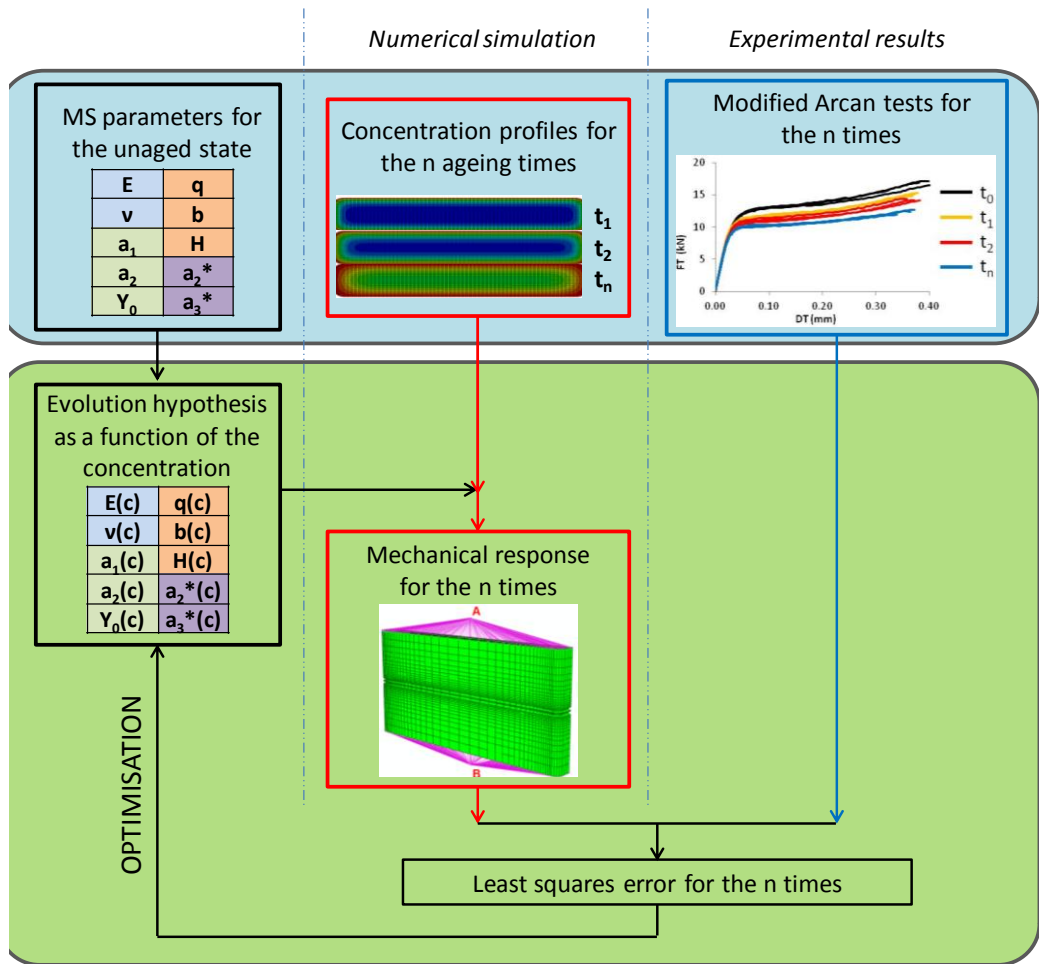 Numerical simulation
Experimental results
MS parameters for
the unaged state
E q
ν b
a₁ H
a₂ a₂*
Y₀ a₃*
Concentration profiles for
the n ageing times
t₁
t₂
tₙ
Modified Arcan tests for
the n times
20
15
10
5
0
FT (kN)
0.00 0.10 0.20 0.30 0.40
DT (mm)
t₀
t₁
t₂
tₙ
Evolution hypothesis
as a function of the
concentration
E(c) q(c)
ν(c) b(c)
a₁(c) H(c)
a₂(c) a₂*(c)
Y₀(c) a₃*(c)
Mechanical response
for the n times
A
B
OPTIMISATION
Least squares error for the n times